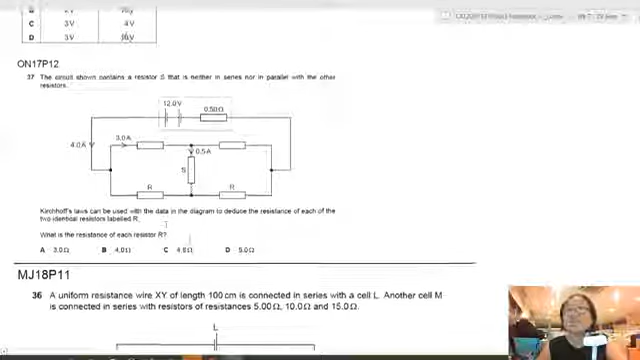 C 3V 4V
D 3V
ON17P12
37 The circuit shown contains a resistor S that is neither in series nor in parallel with the other
resistors.
12.0V
0.50Ω
4.0A
3.0A
0.5A
S
R R
Kirchhoff's laws can be used with the data in the diagram to deduce the resistance of each of the
two identical resistors labelled R.
What is the resistance of each resistor R?
A 3.0Ω B 4.0Ω C 4.8Ω D 5.0Ω
MJ18P11
36 A uniform resistance wire XY of length 100cm is connected in series with a cell L. Another cell M
is connected in series with resistors of resistances 5.00Ω, 10.0Ω and 15.0Ω.
L